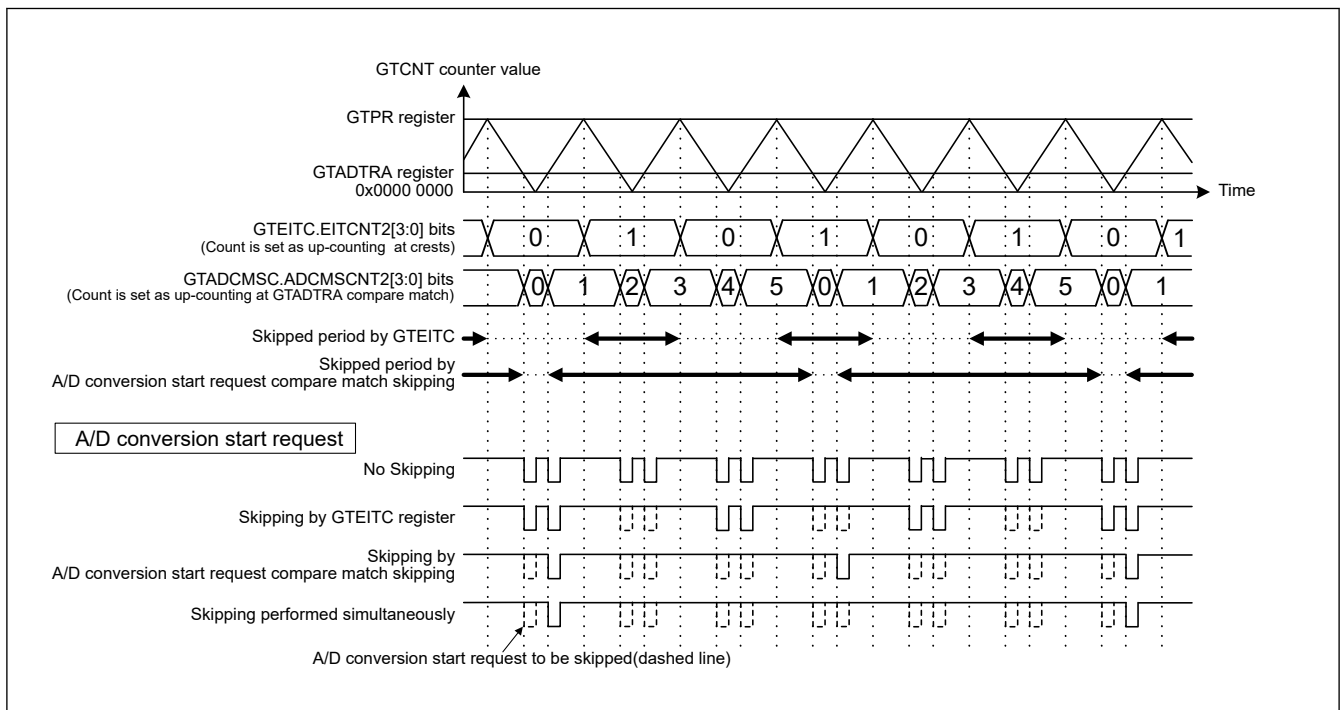 GTCNT counter value
GTPR register
GTADTRA register
0x0000 0000
Time
GTEITC.EITCNT2[3:0] bits
(Count is set as up-counting at crests)
0 1 0 1 0 1 0 1
GTADCMSC.ADCMSCNT2[3:0] bits
(Count is set as up-counting at GTADTRA compare match)
0 1 2 3 4 5 0 1 2 3 4 5 0 1
Skipped period by GTEITC
Skipped period by
A/D conversion start request compare match skipping
A/D conversion start request
No Skipping
Skipping by GTEITC register
Skipping by
A/D conversion start request compare match skipping
Skipping performed simultaneously
A/D conversion start request to be skipped(dashed line)